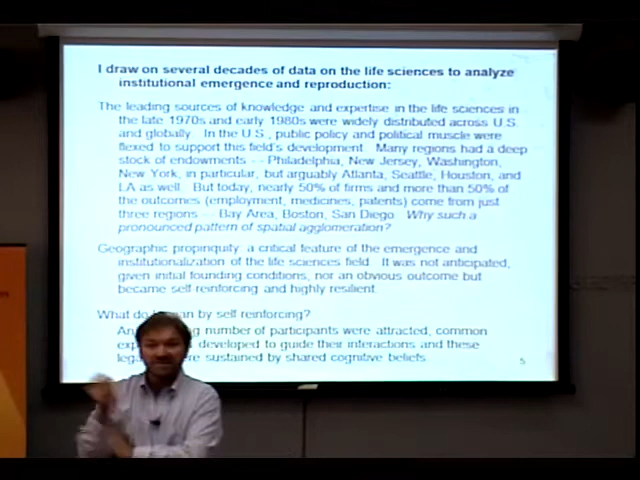 I draw on several decades of data on the life sciences to analyze
institutional emergence and reproduction:
The leading sources of knowledge and expertise in the life sciences in
the late 1970s and early 1980s were widely distributed across U.S.
and globally. In the U.S., public policy and political muscle were
flexed to support this field's development. Many regions had a deep
stock of endowments -- Philadelphia, New Jersey, Washington,
New York, in particular, but arguably Atlanta, Seattle, Houston, and
LA as well. But today, nearly 50% of firms and more than 50% of
the outcomes (employment, medicines, patents) come from just
three regions -- Bay Area, Boston, San Diego. Why such a
pronounced pattern of spatial agglomeration?
Geographic propinquity: a critical feature of the emergence and
institutionalization of the life sciences field. It was not anticipated,
given initial founding conditions, nor an obvious outcome but
became self-reinforcing and highly resilient.
What do by self reinforcing?
number of participants were attracted, common
developed to guide their interactions and these
were sustained by shared cognitive beliefs.
5